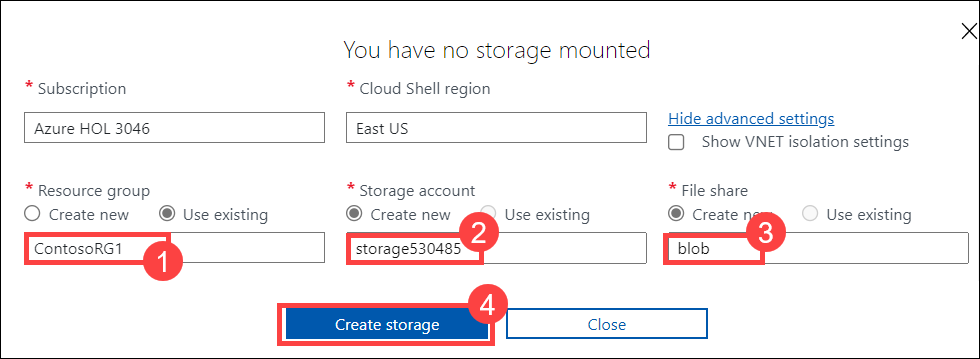 You have no storage mounted
* Subscription
* Cloud Shell region
Azure HOL 3046
East US
Hide advanced settings
Show VNET isolation settings
* Resource group
* Storage account
* File share
Create new Use existing
Create new Use existing
Create new Use existing
ContosoRG1
1
storage530485
2
blob
3
4
Create storage
Close